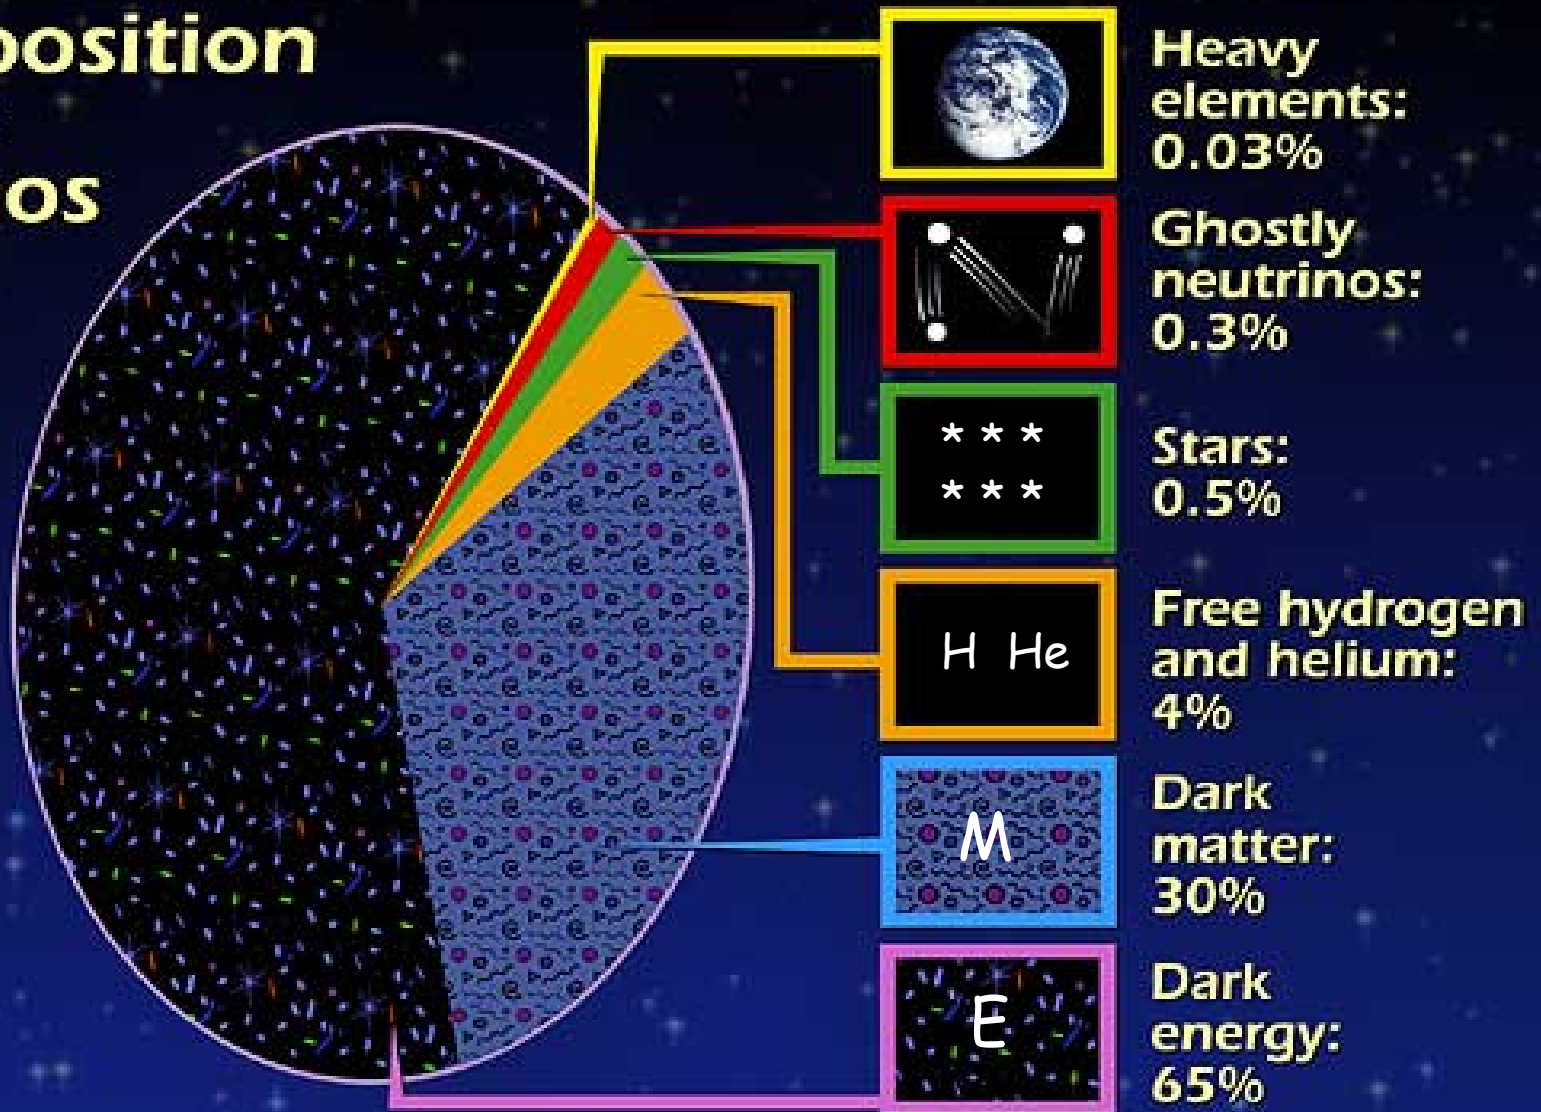 position
os
Heavy
elements:
0.03%
Ghostly
neutrinos:
0.3%
* * *
* * *
Stars:
0.5%
H He
Free hydrogen
and helium:
4%
M
Dark
matter:
30%
E
Dark
energy:
65%